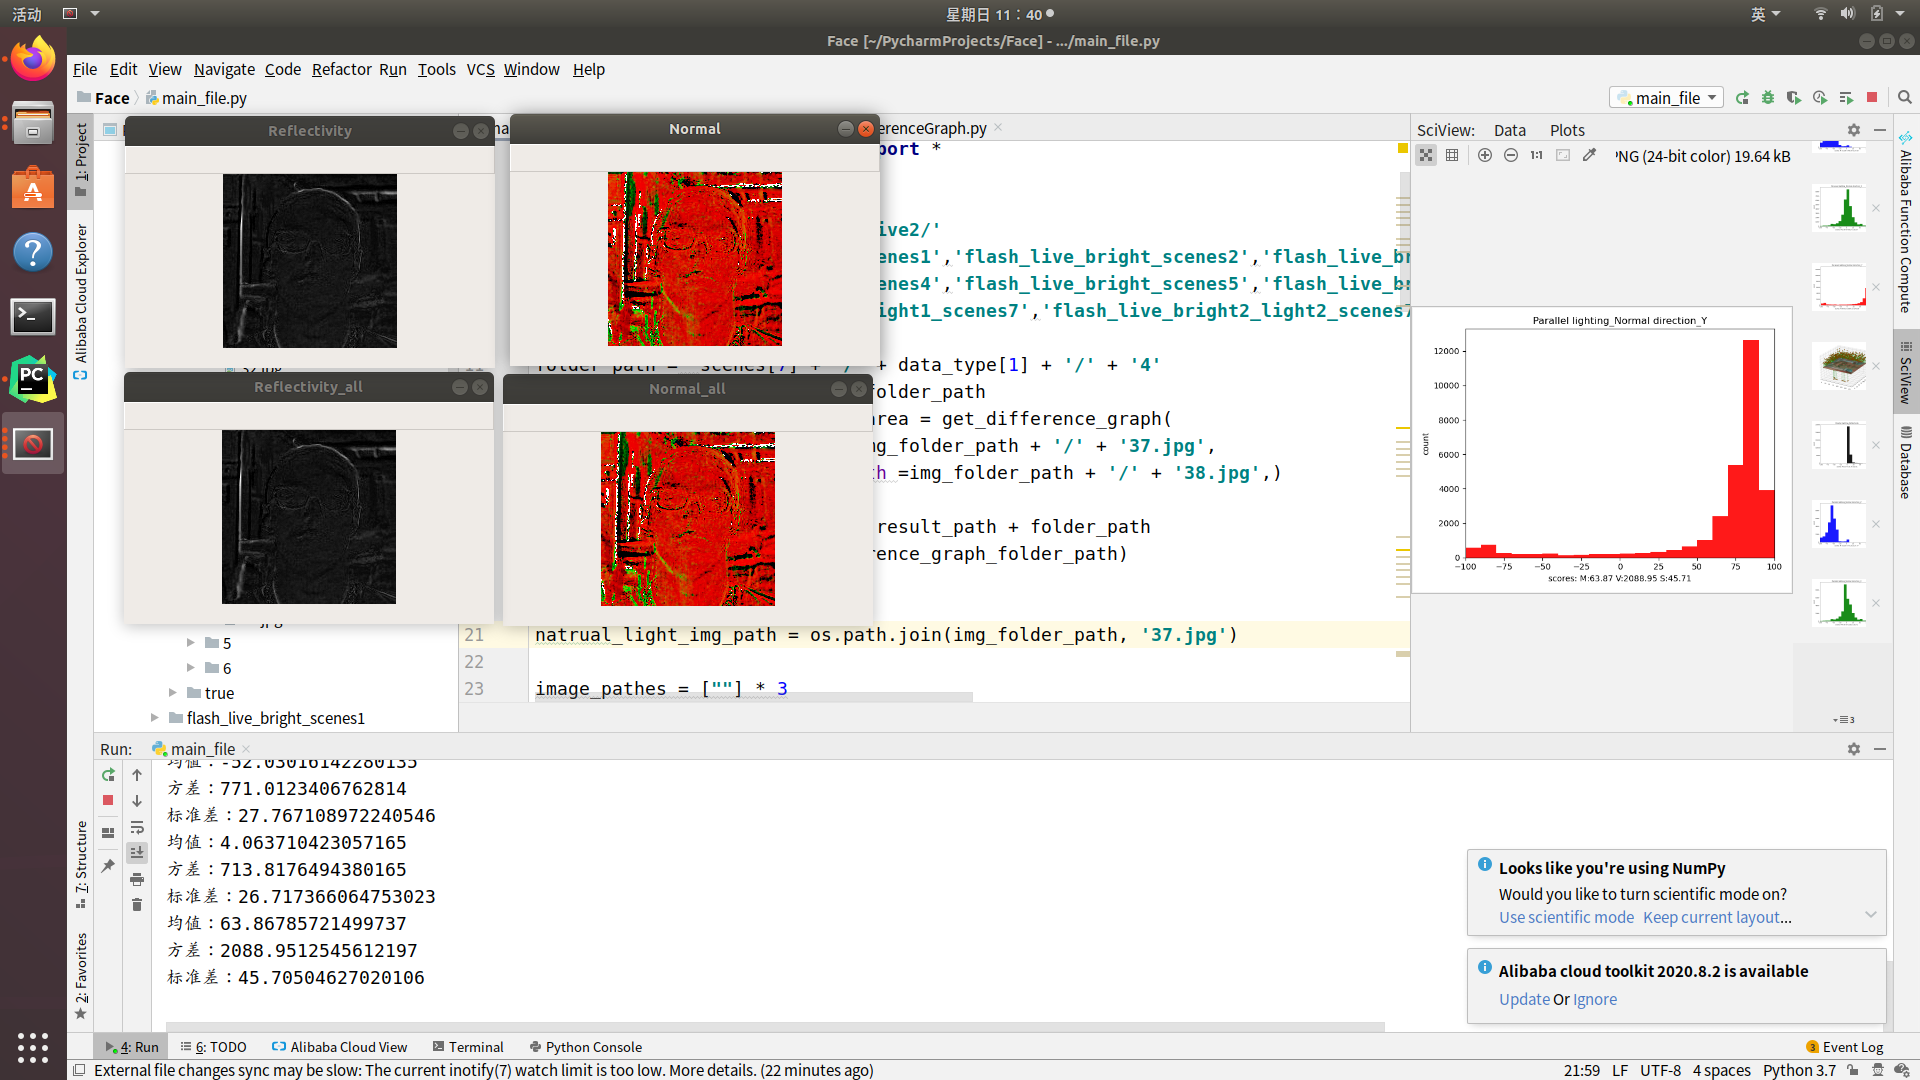 活动
星期日 11：40
英
Face [~/PycharmProjects/Face] - .../main_file.py
File Edit View Navigate Code Refactor Run Tools VCS Window Help
Face main_file.py
main_file
Reflectivity
Normal
erenceGraph.py
SciView: Data Plots
PNG (24-bit color) 19.64 kB
1: Project
Alibaba Cloud Explorer
port *
ive2/'
enes1','flash_live_bright_scenes2','flash_live_br
enes4','flash_live_bright_scenes5','flash_live_br
ight1_scenes7','flash_live_bright2_light2_scenes7
folder_path = scenes[7] + '/' + data_type[1] + '/' + '4'
folder_path
area = get_difference_graph(
ng_folder_path + '/' + '37.jpg',
th =img_folder_path + '/' + '38.jpg',)
result_path + folder_path
rence_graph_folder_path)
21 natrual_light_img_path = os.path.join(img_folder_path, '37.jpg')
22
23 image_pathes = [""] * 3
Reflectivity_all
Normal_all
5
6
true
flash_live_bright_scenes1
Parallel lighting_Normal direction_Y
12000
10000
8000
6000
4000
2000
0
count
−100 −75 −50 −25 0 25 50 75 100
scores: M:63.87 V:2088.95 S:45.71
3
Alibaba Function Compute
SciView
Database
Run: main_file
均值：-52.03016142280135
方差：771.0123406762814
标准差：27.767108972240546
均值：4.063710423057165
方差：713.8176494380165
标准差：26.717366064753023
均值：63.86785721499737
方差：2088.9512545612197
标准差：45.70504627020106
7: Structure
2: Favorites
Looks like you're using NumPy
Would you like to turn scientific mode on?
Use scientific mode Keep current layout...
Alibaba cloud toolkit 2020.8.2 is available
Update Or Ignore
4: Run 6: TODO Alibaba Cloud View Terminal Python Console
3 Event Log
External file changes sync may be slow: The current inotify(7) watch limit is too low. More details. (22 minutes ago)
21:59 LF UTF-8 4 spaces Python 3.7